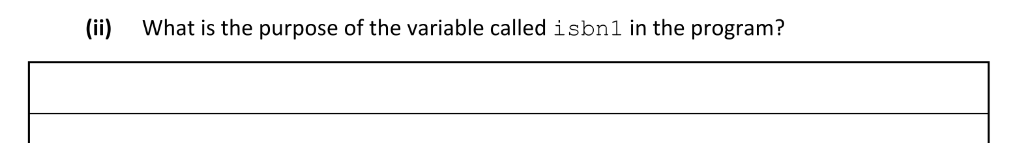 (ii) What is the purpose of the variable called isbn1 in the program?